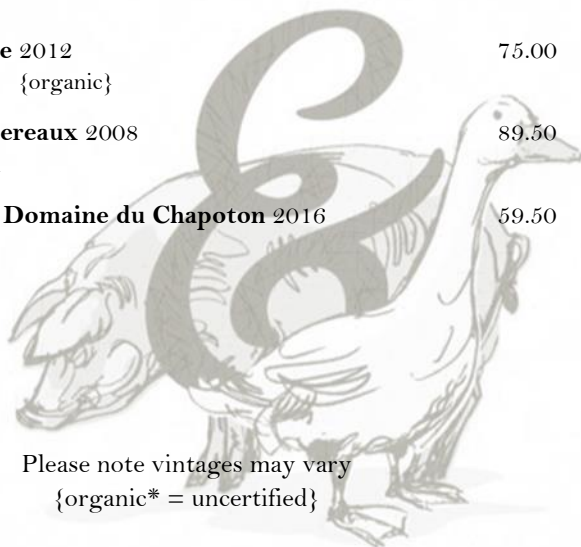 e 2012 75.00
{organic}
ereaux 2008 89.50
Domaine du Chapoton 2016 59.50
&
Please note vintages may vary
{organic* = uncertified}